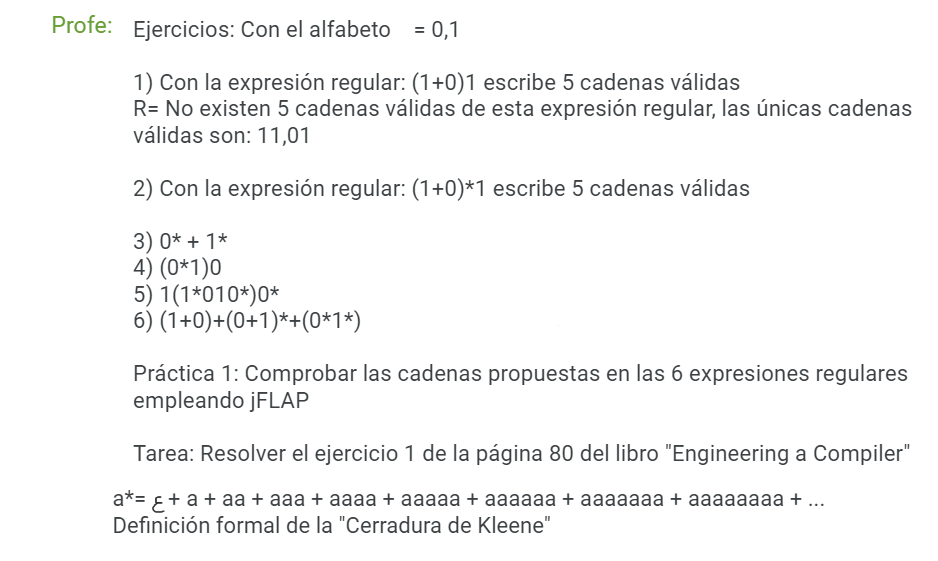 Profe: Ejercicios: Con el alfabeto = 0,1
1) Con la expresión regular: (1+0)1 escribe 5 cadenas válidas
R= No existen 5 cadenas válidas de esta expresión regular, las únicas cadenas
válidas son: 11,01
2) Con la expresión regular: (1+0)*1 escribe 5 cadenas válidas
3) 0* + 1*
4) (0*1)0
5) 1(1*010*)0*
6) (1+0)+(0+1)*+(0*1*)
Práctica 1: Comprobar las cadenas propuestas en las 6 expresiones regulares
empleando jFLAP
Tarea: Resolver el ejercicio 1 de la página 80 del libro "Engineering a Compiler"
a*= ع + a + aa + aaa + aaaa + aaaaa + aaaaaa + aaaaaaa + aaaaaaaa + ...
Definición formal de la "Cerradura de Kleene"